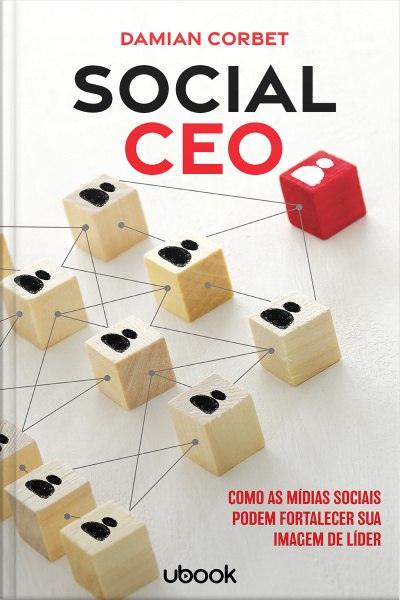 DAMIAN CORBET
SOCIAL
CEO
COMO AS MÍDIAS SOCIAIS
PODEM FORTALECER SUA
IMAGEM DE LÍDER
ubook